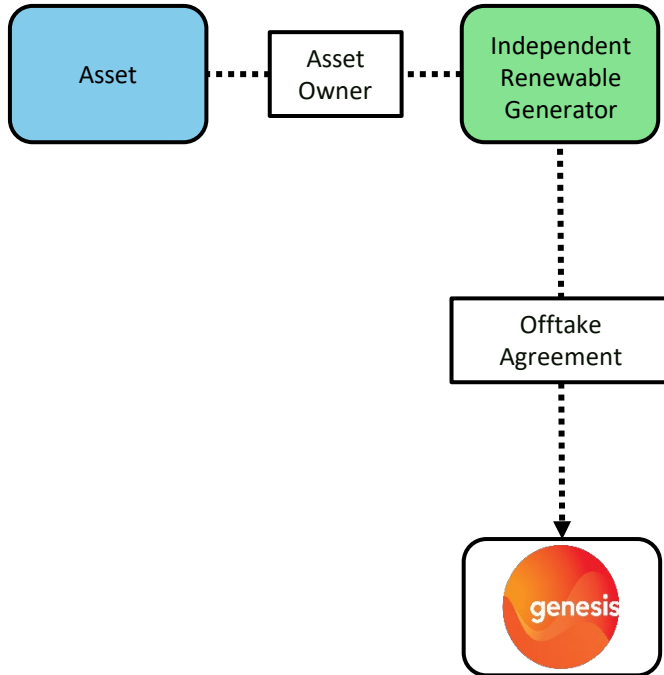 Asset
Asset
Owner
Independent
Renewable
Generator
Offtake
Agreement
genesis